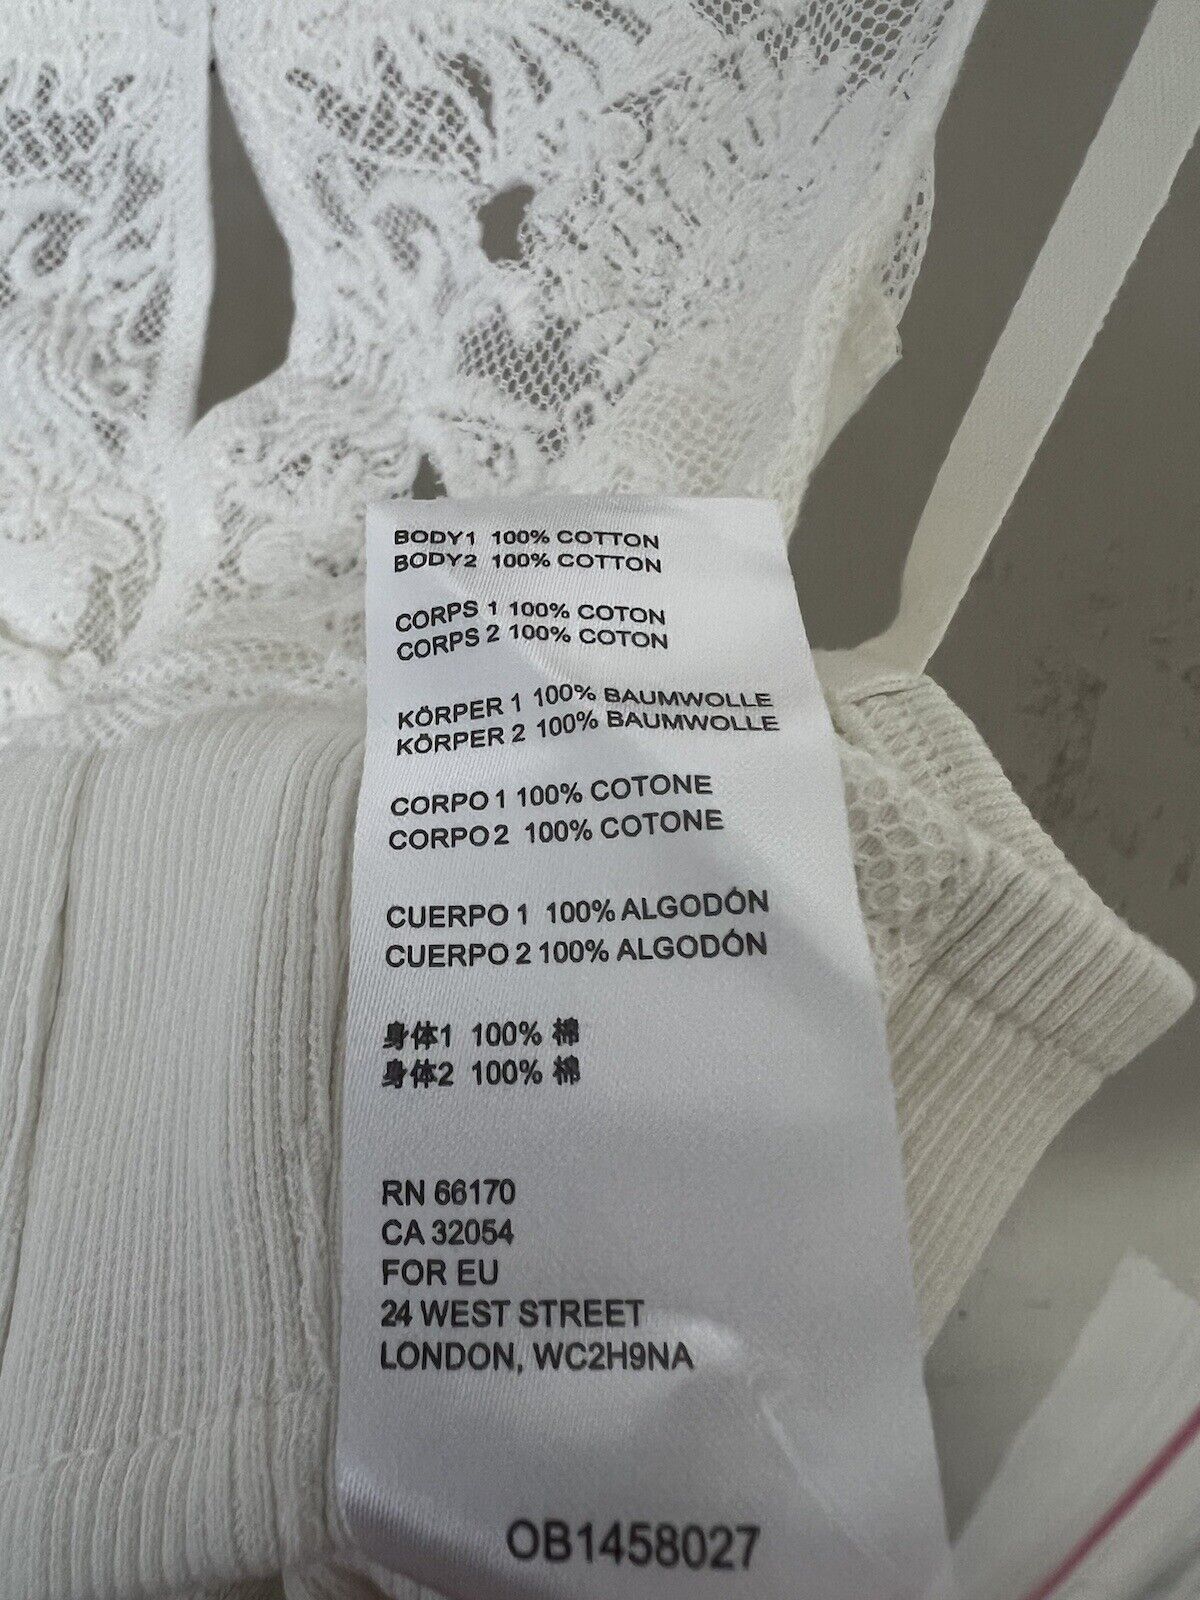 BODY1 100% COTTON
BODY2 100% COTTON
CORPS 1 100% COTON
CORPS 2 100% COTON
KÖRPER 1 100% BAUMWOLLE
KÖRPER 2 100% BAUMWOLLE
CORPO 1 100% COTONE
CORPO 2 100% COTONE
CUERPO 1 100% ALGODÓN
CUERPO 2 100% ALGODÓN
身体1 100% 棉
身体2 100% 棉
RN 66170
CA 32054
FOR EU
24 WEST STREET
LONDON, WC2H9NA
OB1458027